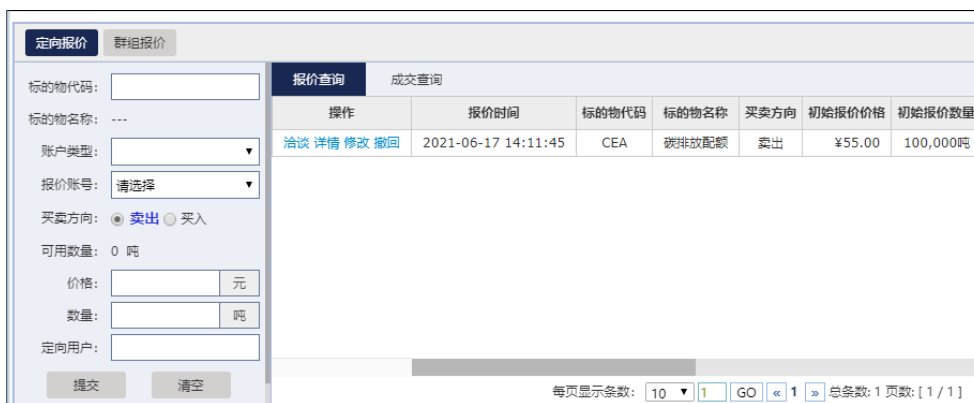 定向报价 群组报价
标的物代码:
标的物名称: ---
账户类型:
报价账号: 请选择
买卖方向: 卖出 买入
可用数量: 0 吨
价格: 元
数量: 吨
定向用户:
提交 清空
报价查询 成交查询
操作 报价时间 标的物代码 标的物名称 买卖方向 初始报价价格 初始报价数量
洽谈 详情 修改 撤回 2021-06-17 14:11:45 CEA 碳排放配额 卖出 ¥55.00 100,000吨
每页显示条数: 10 1 GO « 1 » 总条数: 1 页数: [ 1 / 1 ]